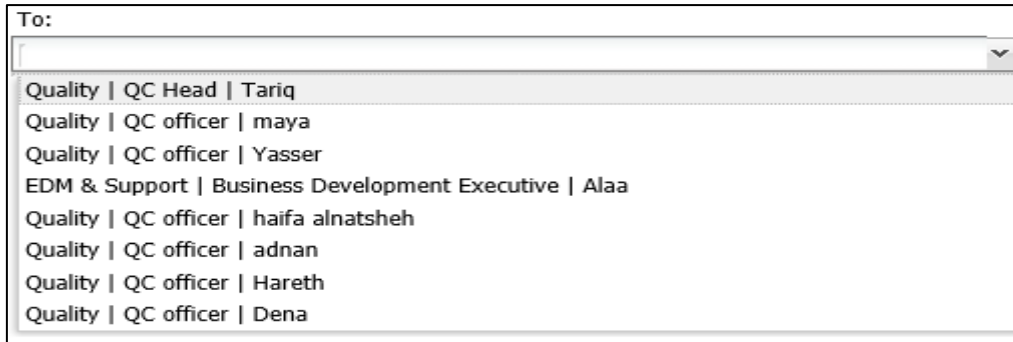 To:
Quality | QC Head | Tariq
Quality | QC officer | maya
Quality | QC officer | Yasser
EDM & Support | Business Development Executive | Alaa
Quality | QC officer | haifa alnatsheh
Quality | QC officer | adnan
Quality | QC officer | Hareth
Quality | QC officer | Dena